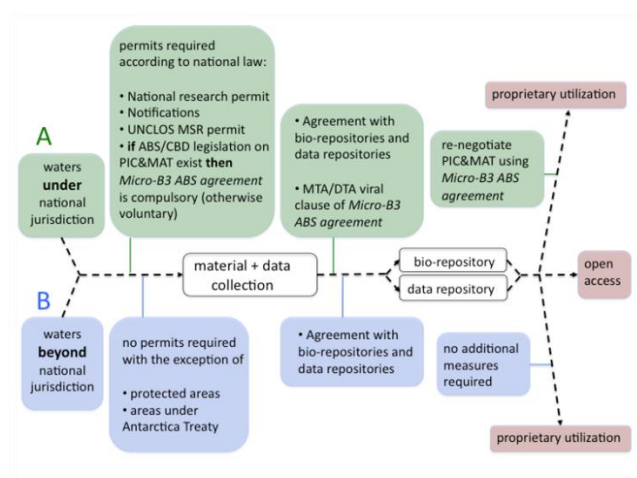 permits required
according to national law:
• National research permit
• Notifications
• UNCLOS MSR permit
• if ABS/CBD legislation on
PIC&MAT exist then
Micro-B3 ABS agreement
is compulsory (otherwise
voluntary)
proprietary utilization
A
waters
under
national
jurisdiction
• Agreement with
bio-repositories and
data repositories
• MTA/DTA viral
clause of Micro-B3
ABS agreement
re-negotiate
PIC&MAT using
Micro-B3 ABS
agreement
material + data
collection
bio-repository
data repository
open
access
B
waters
beyond
national
jurisdiction
no permits required
with the exception of
• protected areas
• areas under
Antarctica Treaty
• Agreement with
bio-repositories and
data repositories
no additional
measures
required
proprietary utilization